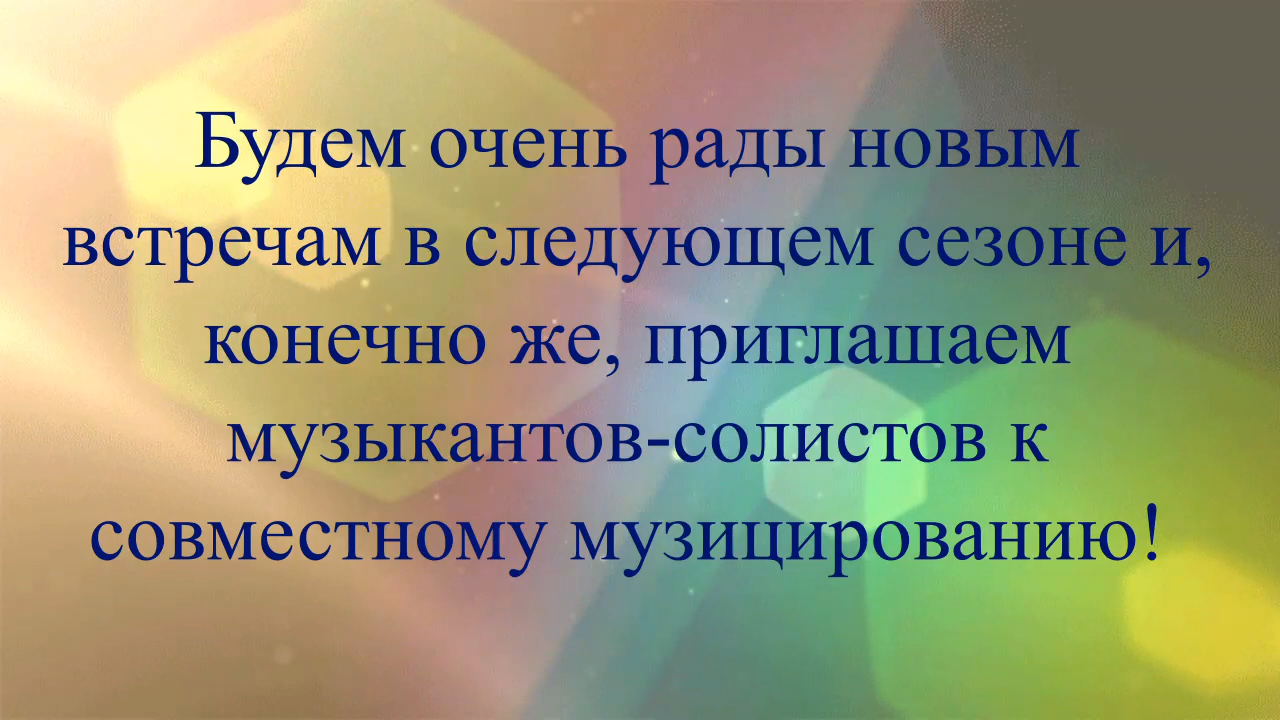 Будем очень рады новым
встречам в следующем сезоне и,
конечно же, приглашаем
музыкантов-солистов к
совместному музицированию!